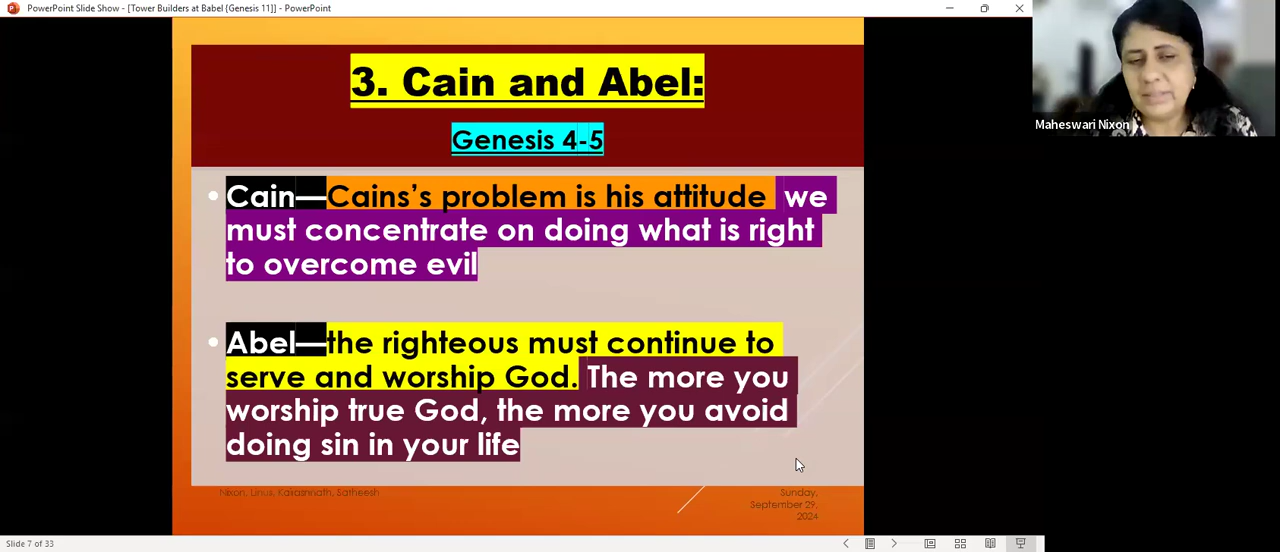 PowerPoint Slide Show - [Tower Builders at Babel {Genesis 11}] - PowerPoint
3. Cain and Abel:
Genesis 4-5
• Cain—Cains's problem is his attitude we
must concentrate on doing what is right
to overcome evil
• Abel—the righteous must continue to
serve and worship God. The more you
worship true God, the more you avoid
doing sin in your life
Nixon, Linus, Kailashnath, Satheesh
Sunday,
September 29,
2024
Slide 7 of 33
Maheswari Nixon